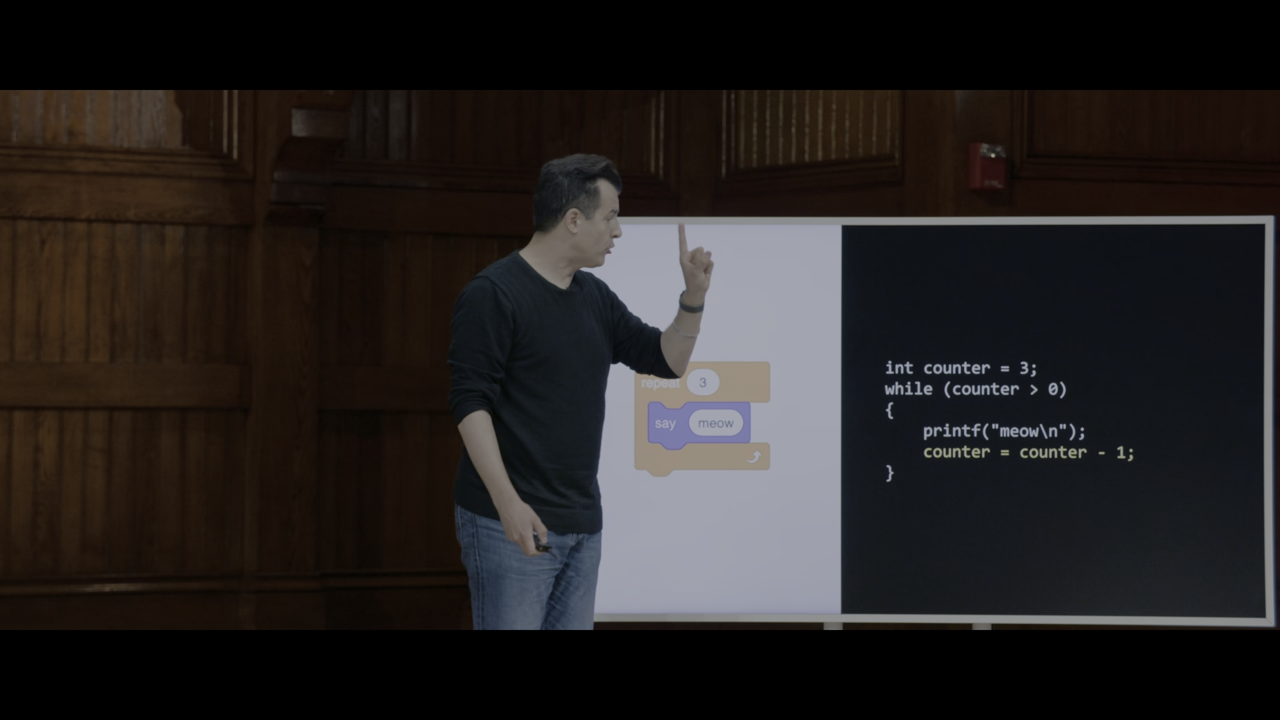 repeat 3
say meow
int counter = 3;
while (counter > 0)
{
    printf("meow\n");
    counter = counter - 1;
}